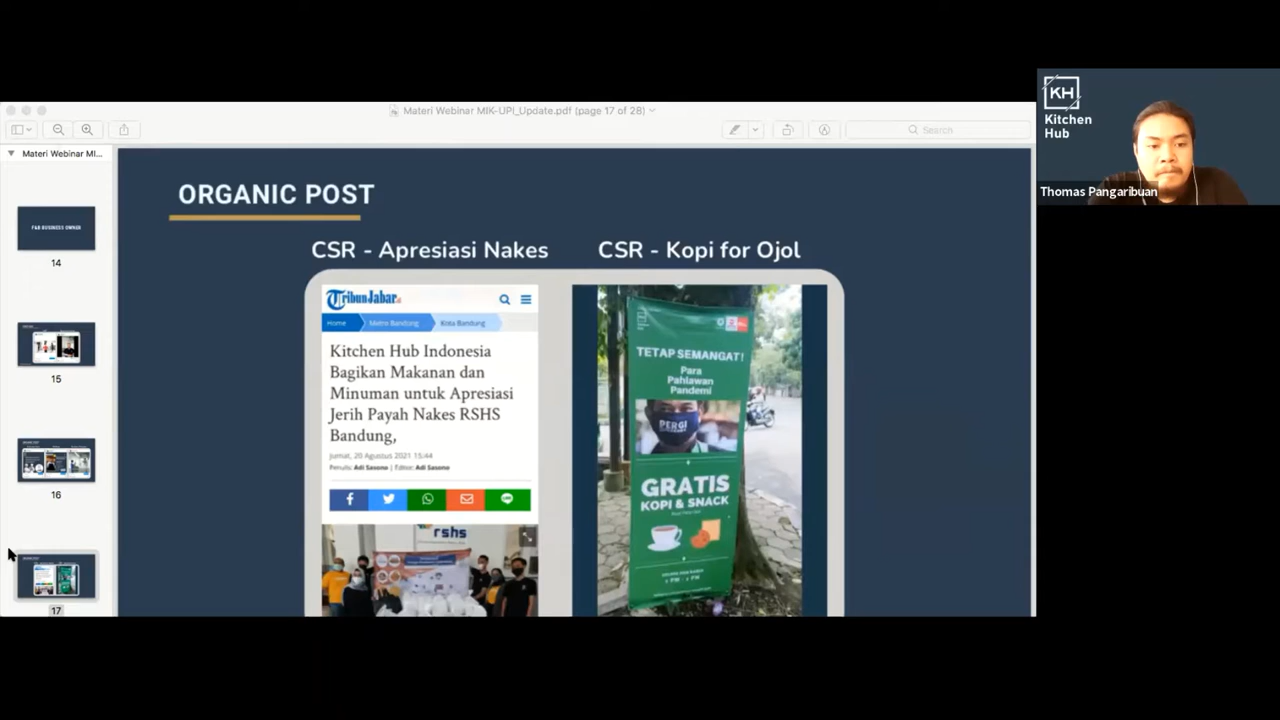 Materi Webinar MIK-UPI_Update.pdf (page 17 of 28)
Search
Materi Webinar MI...
F&B BUSINESS OWNER
14
15
16
17
ORGANIC POST
CSR - Apresiasi Nakes
CSR - Kopi for Ojol
TribunJabar.id
Home
Metro Bandung
Kota Bandung
Kitchen Hub Indonesia
Bagikan Makanan dan
Minuman untuk Apresiasi
Jerih Payah Nakes RSHS
Bandung,
Jumat, 20 Agustus 2021 15:44
Penulis: Adi Sasono | Editor: Adi Sasono
rshs
TETAP SEMANGAT!
Para
Pahlawan
Pandemi
PERGI
GRATIS
KOPI & SNACK
KH
Kitchen
Hub
Thomas Pangaribuan